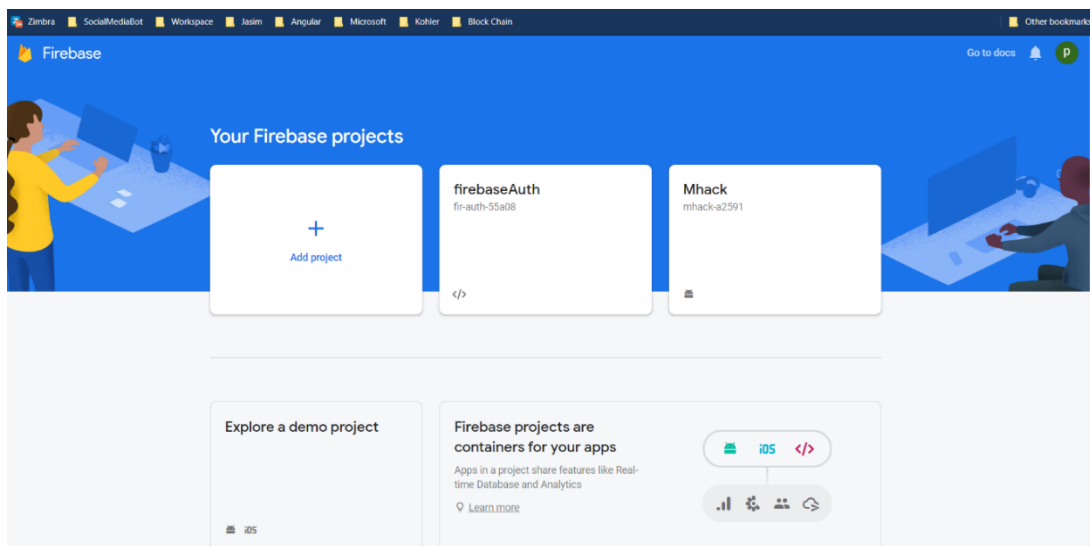 Zimbra SocialMediaBot Workspace Jasim Angular Microsoft Kohler Block Chain Other bookmarks
Firebase Go to docs p
Your Firebase projects
Add project
firebaseAuth
fir-auth-55a08
</>
Mhack
mhack-a2591
Explore a demo project
iOS
Firebase projects are
containers for your apps
Apps in a project share features like Real-
time Database and Analytics
Learn more
iOS </>